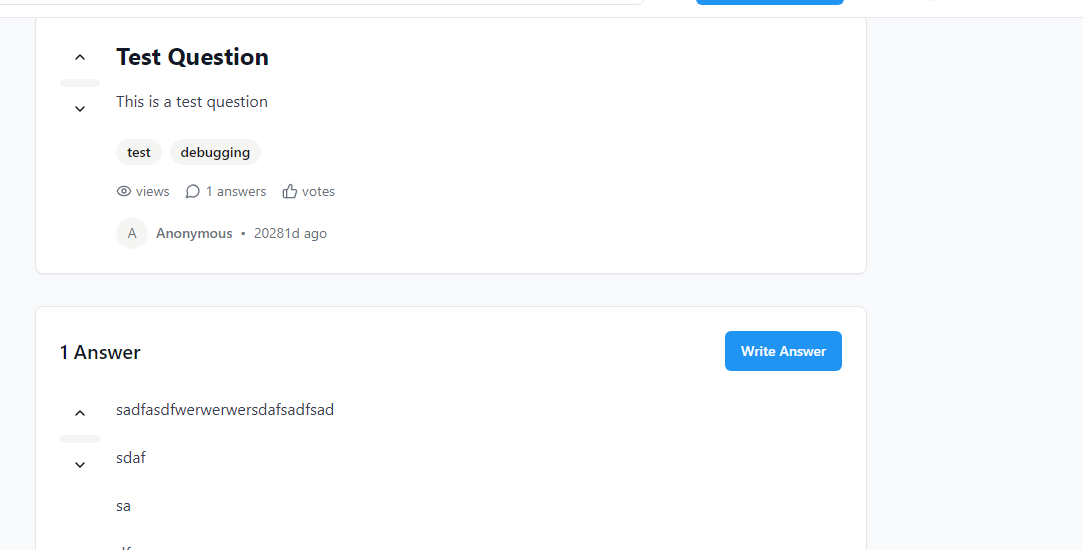 Test Question
This is a test question
test debugging
views 1 answers votes
A Anonymous • 20281d ago
1 Answer Write Answer
sadfasdfwerwerwersdafsadfsad
sdaf
sa